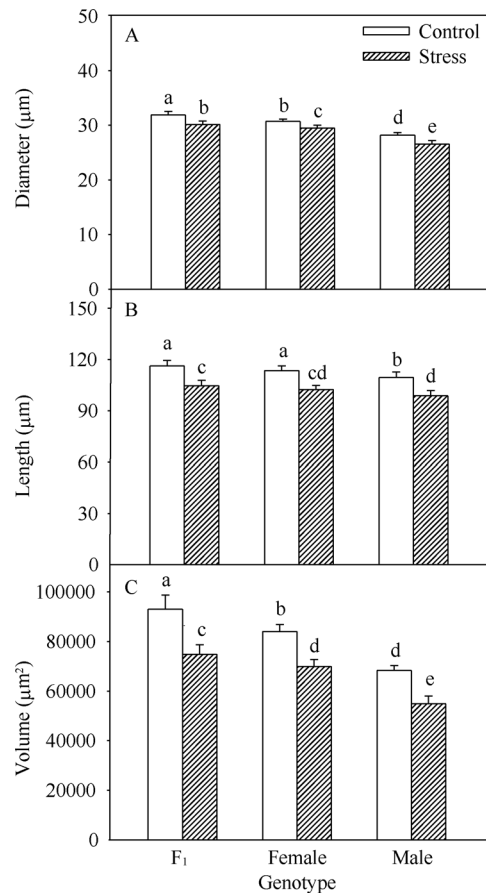 A
Control
Stress
50
40
30
20
10
0
Diameter (μm)
a b b c d e
B
150
120
90
60
30
0
Length (μm)
a c a cd b d
C
100000
80000
60000
40000
20000
0
Volume (μm²)
a c b d d e
F₁ Female Male
Genotype